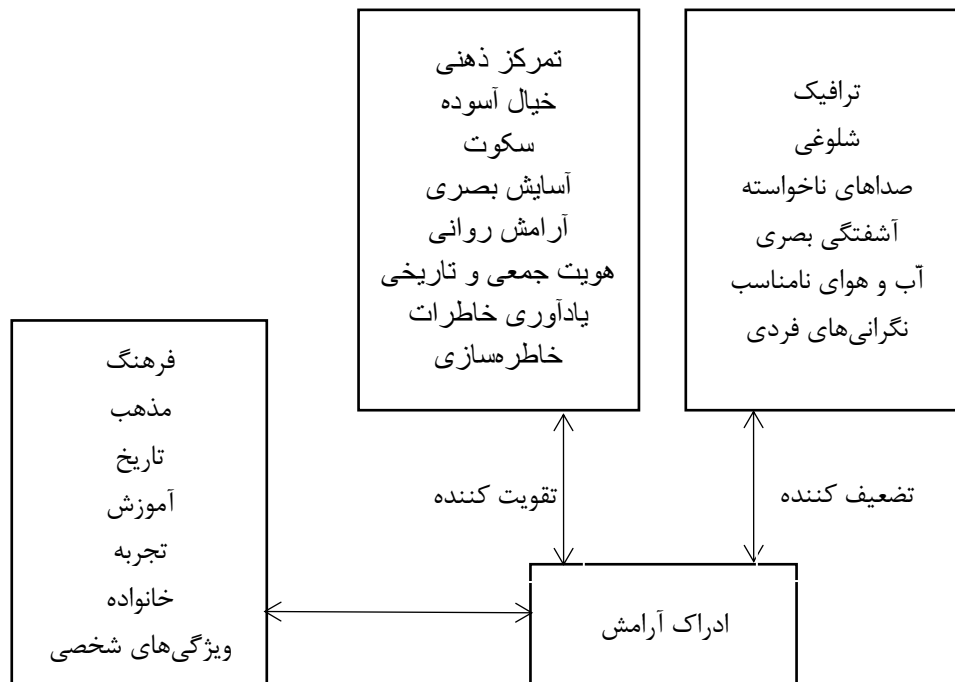 ترافیک
شلوغی
صداهای ناخواسته
آشفتگی بصری
آب و هوای نامناسب
نگرانی‌های فردی
تمرکز ذهنی
خیال آسوده
سکوت
آسایش بصری
آرامش روانی
هویت جمعی و تاریخی
یادآوری خاطرات
خاطره‌سازی
فرهنگ
مذهب
تاریخ
آموزش
تجربه
خانواده
ویژگی‌های شخصی
تضعیف کننده
تقویت کننده
ادراک آرامش